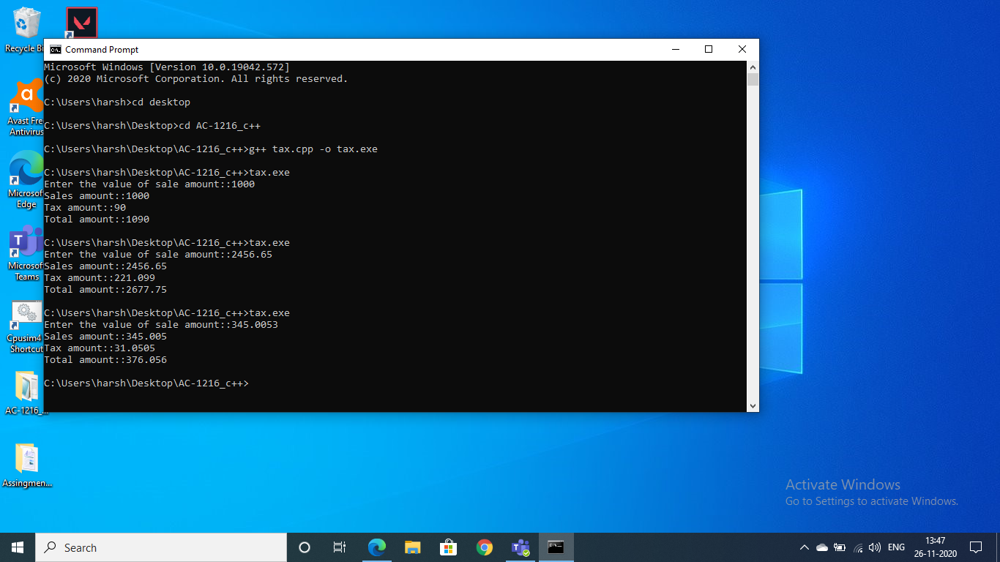 Recycle Bi
Command Prompt
Microsoft Windows [Version 10.0.19042.572]
(c) 2020 Microsoft Corporation. All rights reserved.
C:\Users\harsh>cd desktop
C:\Users\harsh\Desktop>cd AC-1216_c++
C:\Users\harsh\Desktop\AC-1216_c++>g++ tax.cpp -o tax.exe
C:\Users\harsh\Desktop\AC-1216_c++>tax.exe
Enter the value of sale amount::1000
Sales amount::1000
Tax amount::90
Total amount::1090
C:\Users\harsh\Desktop\AC-1216_c++>tax.exe
Enter the value of sale amount::2456.65
Sales amount::2456.65
Tax amount::221.099
Total amount::2677.75
C:\Users\harsh\Desktop\AC-1216_c++>tax.exe
Enter the value of sale amount::345.0053
Sales amount::345.005
Tax amount::31.0505
Total amount::376.056
C:\Users\harsh\Desktop\AC-1216_c++>
Avast Fre
Antivirus
Microsof
Edge
Microsof
Teams
Cpusim4
Shortcut
AC-1216_...
Assingmen...
Activate Windows
Go to Settings to activate Windows.
Search
ENG
13:47
26-11-2020